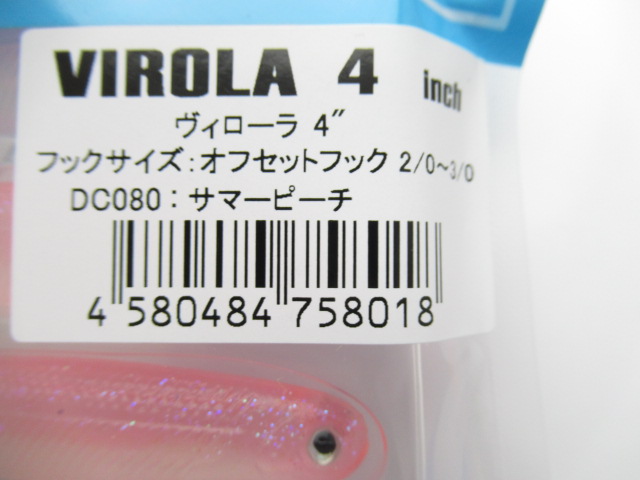 VIROLA 4 inch
ヴィローラ 4"
フックサイズ:オフセットフック 2/0~3/0
DC080:サマーピーチ
4 580484 758018